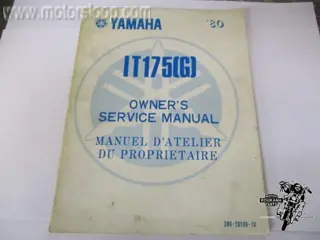 www.motorsloop.com
YAMAHA '80
IT175(G)
OWNER'S
SERVICE MANUAL
MANUEL D'ATELIER
DU PROPRIETAIRE